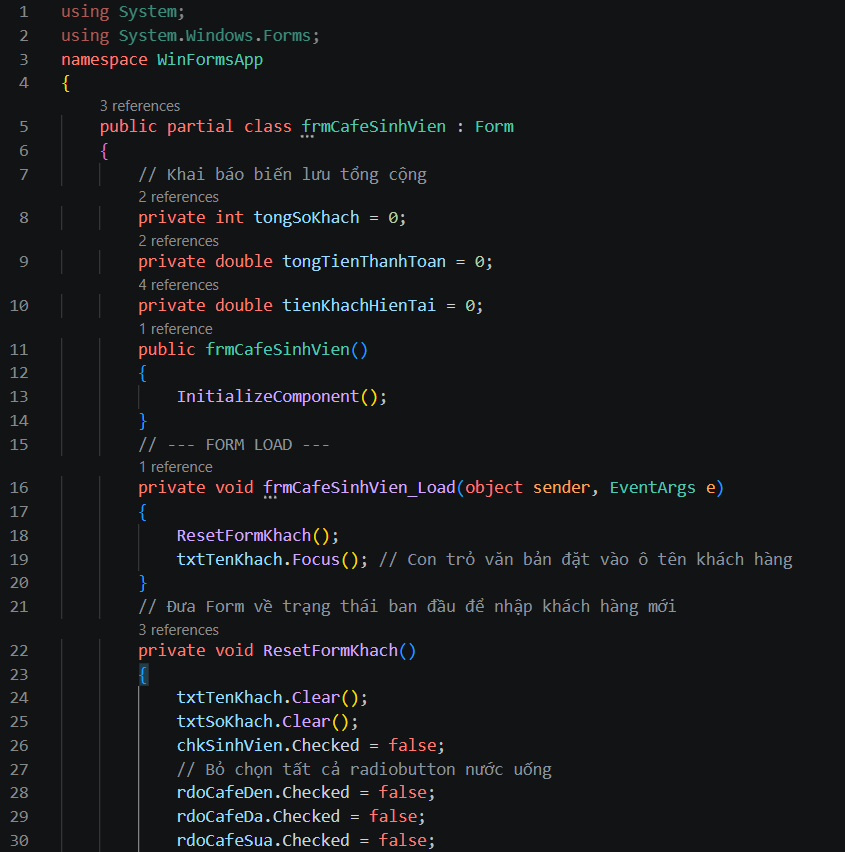 1 using System;
2 using System.Windows.Forms;
3 namespace WinFormsApp
4 {
3 references
5 public partial class frmCafeSinhVien : Form
6 {
7 // Khai báo biến lưu tổng cộng
2 references
8 private int tongSoKhach = 0;
2 references
9 private double tongTienThanhToan = 0;
4 references
10 private double tienKhachHienTai = 0;
1 reference
11 public frmCafeSinhVien()
12 {
13 InitializeComponent();
14 }
15 // --- FORM LOAD ---
1 reference
16 private void frmCafeSinhVien_Load(object sender, EventArgs e)
17 {
18 ResetFormKhach();
19 txtTenKhach.Focus(); // Con trỏ văn bản đặt vào ô tên khách hàng
20 }
21 // Đưa Form về trạng thái ban đầu để nhập khách hàng mới
3 references
22 private void ResetFormKhach()
23 {
24 txtTenKhach.Clear();
25 txtSoKhach.Clear();
26 chkSinhVien.Checked = false;
27 // Bỏ chọn tất cả radiobutton nước uống
28 rdoCafeDen.Checked = false;
29 rdoCafeDa.Checked = false;
30 rdoCafeSua.Checked = false;